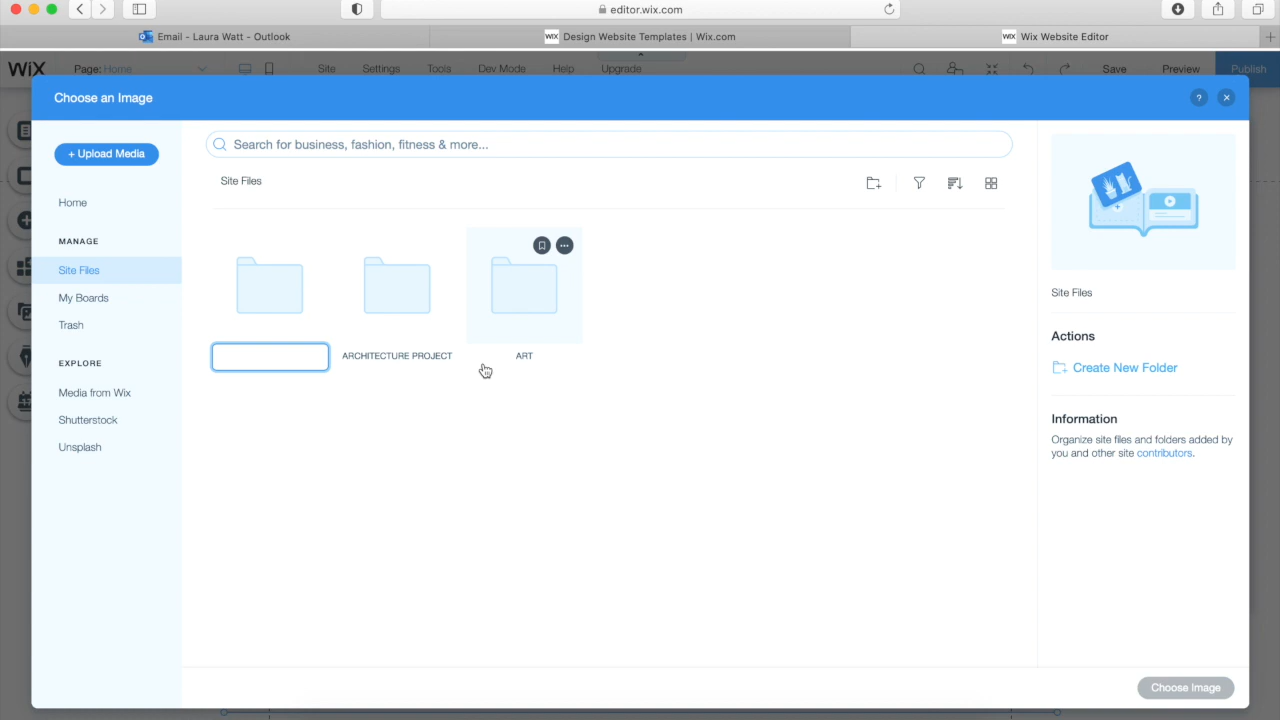 editor.wix.com
Email - Laura Watt - Outlook
WIX Design Website Templates | Wix.com
WIX Wix Website Editor
WiX Page: Home Site Settings Tools Dev Mode Help Upgrade Save Preview Publish
Choose an Image
?
+ Upload Media
Home
MANAGE
Site Files
My Boards
Trash
EXPLORE
Media from Wix
Shutterstock
Unsplash
Search for business, fashion, fitness & more...
Site Files
ARCHITECTURE PROJECT
ART
Site Files
Actions
Create New Folder
Information
Organize site files and folders added by
you and other site contributors.
Choose Image